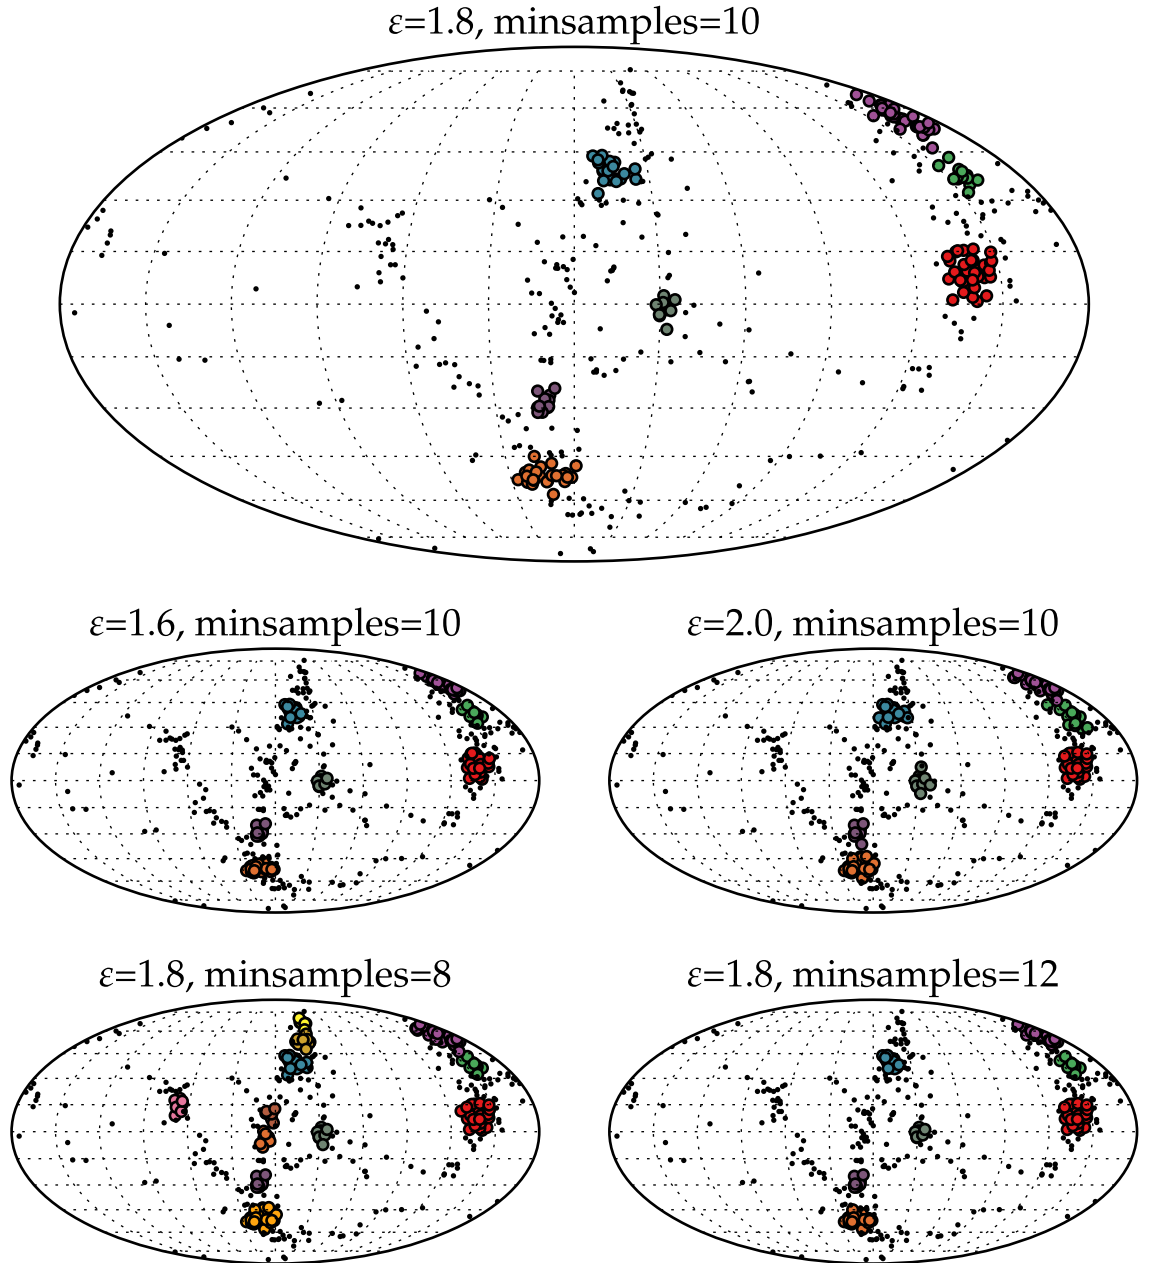 ε=1.8, minsamples=10
ε=1.6, minsamples=10
ε=2.0, minsamples=10
ε=1.8, minsamples=8
ε=1.8, minsamples=12